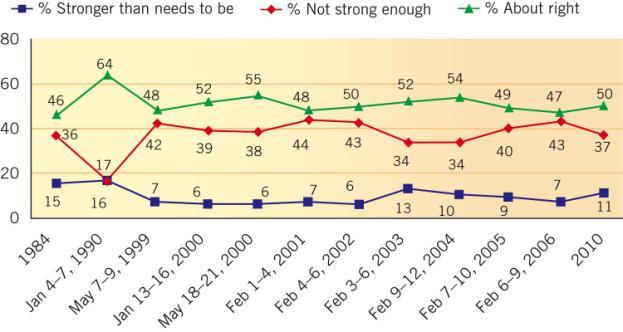 % Stronger than needs to be % Not strong enough % About right
80
60
40
20
0
46 64 48 52 55 48 50 52 54 49 47 50
36 17 42 39 38 44 43 34 34 40 43 37
15 16 7 6 6 7 6 13 10 9 7 11
1984
Jan 4–7, 1990
May 7–9, 1999
Jan 13–16, 2000
May 18–21, 2000
Feb 1–4, 2001
Feb 4–6, 2002
Feb 3–6, 2003
Feb 9–12, 2004
Feb 7–10, 2005
Feb 6–9, 2006
2010